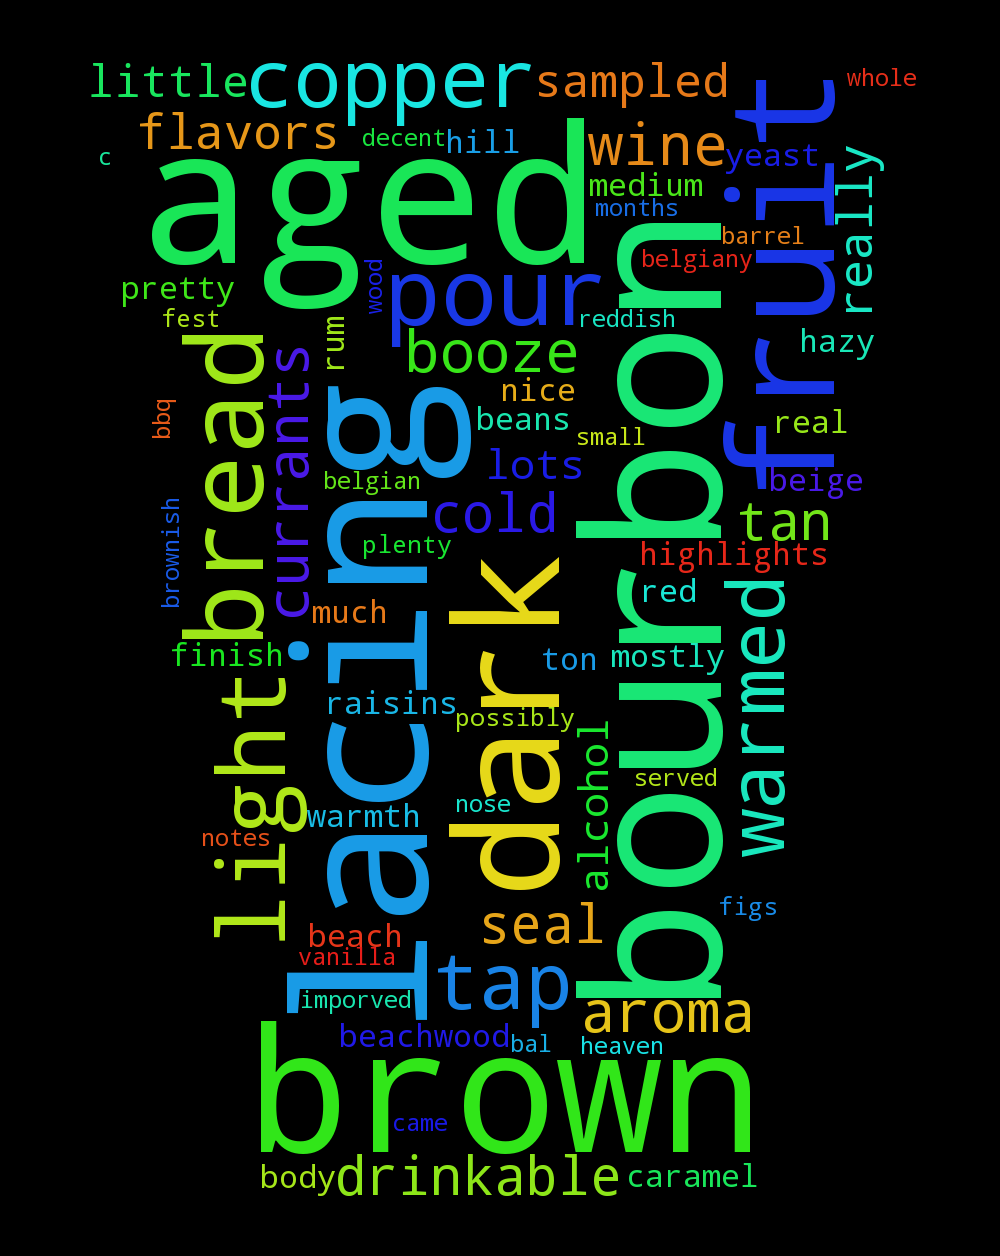 little
copper
sampled
whole
flavors
decent
hill
wine
fruit
yeast
c
aged
medium
really
months
pretty
wood
pour
barrel
belgiany
fest
rum
reddish
hazy
bread
currants
booze
bourbon
bbq
lacing
nice
beans
small
real
belgian
lots
beige
brownish
cold
tan
plenty
highlights
dark
much
red
warmed
finish
ton
mostly
light
raisins
possibly
alcohol
served
warmth
nose
notes
beach
seal
figs
vanilla
tap
imporved
aroma
beachwood
bal
heaven
brown
came
body
drinkable
caramel